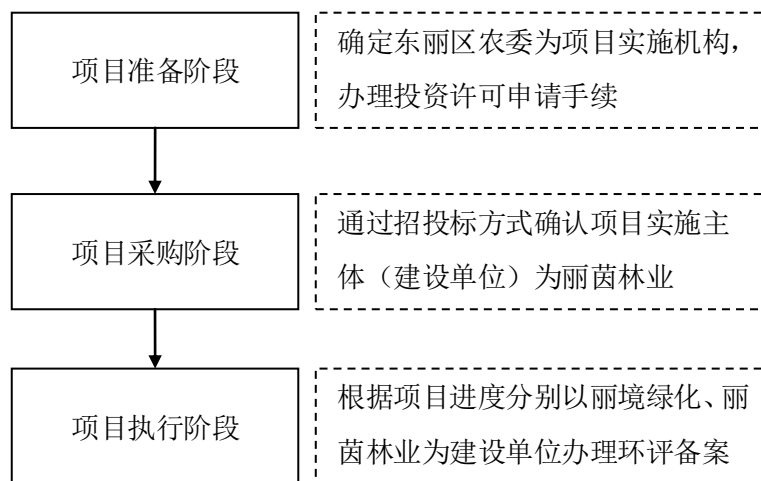 项目准备阶段
确定东丽区农委为项目实施机构，
办理投资许可申请手续
项目采购阶段
通过招投标方式确认项目实施主
体（建设单位）为丽茵林业
项目执行阶段
根据项目进度分别以丽境绿化、丽
茵林业为建设单位办理环评备案